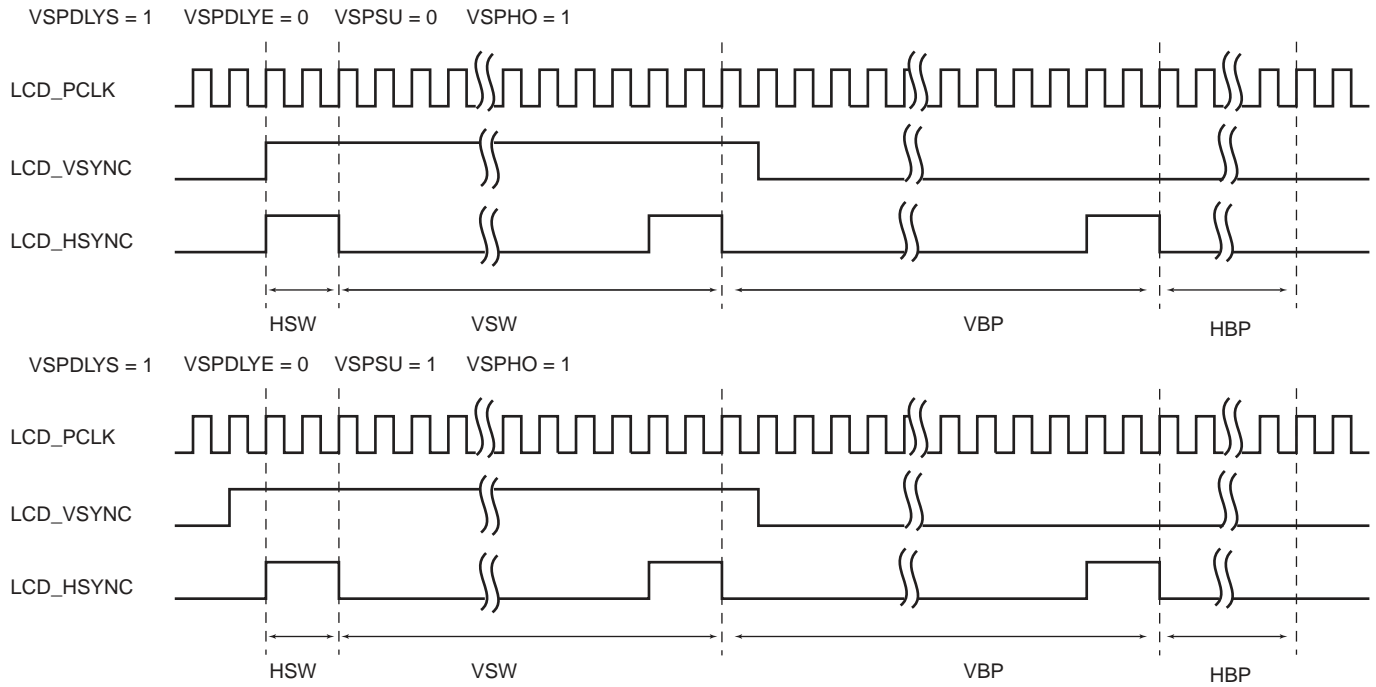 VSPDLYS = 1 VSPDLYE = 0 VSPSU = 0 VSPHO = 1
LCD_PCLK
LCD_VSYNC
LCD_HSYNC
HSW VSW VBP HBP
VSPDLYS = 1 VSPDLYE = 0 VSPSU = 1 VSPHO = 1
LCD_PCLK
LCD_VSYNC
LCD_HSYNC
HSW VSW VBP HBP